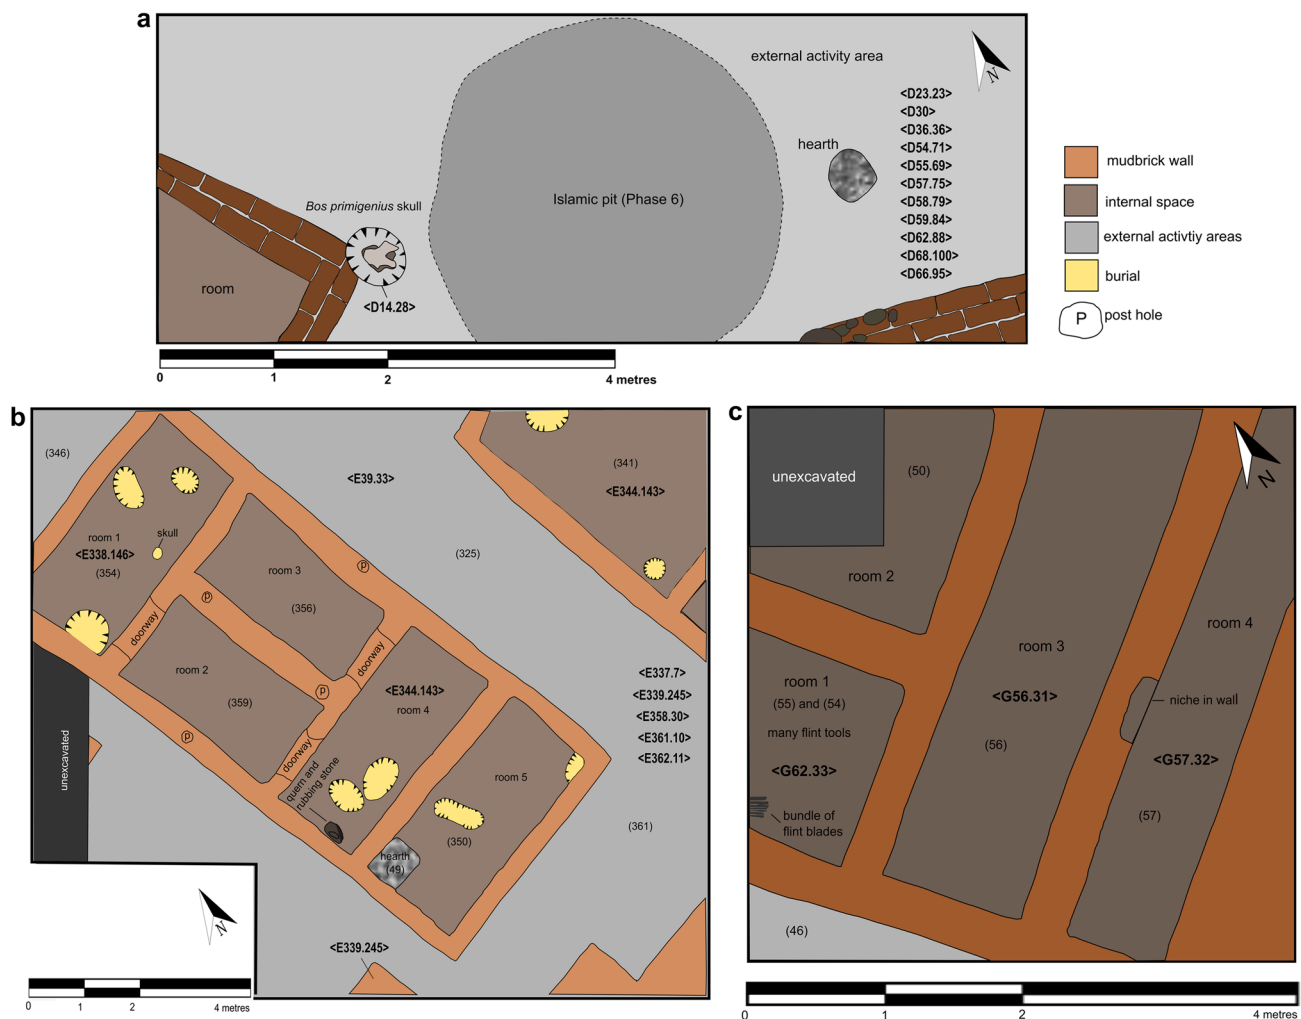 a
external activity area
N
<D23.23>
<D30>
<D36.36>
<D54.71>
<D55.69>
<D57.75>
<D58.79>
<D59.84>
<D62.88>
<D68.100>
<D66.95>
hearth
Islamic pit (Phase 6)
Bos primigenius skull
room
<D14.28>
0 1 2 4 metres
mudbrick wall
internal space
external activtiy areas
burial
P post hole
b
(346)
<E39.33>
(341)
<E344.143>
room 1
skull
<E338.146>
(354)
(325)
room 3
(356)
P
P
doorway
doorway
room 2
(359)
P
P
<E344.143>
room 4
<E337.7>
<E339.245>
<E358.30>
<E361.10>
<E362.11>
unexcavated
doorway
quern and
rubbing stone
room 5
(350)
(361)
hearth
(49)
N
<E339.245>
0 1 2 4 metres
c
unexcavated
(50)
N
room 2
room 4
room 3
room 1
(55) and (54)
many flint tools
<G56.31>
niche in wall
(56)
<G62.33>
<G57.32>
bundle of
flint blades
(57)
(46)
0 1 2 4 metres